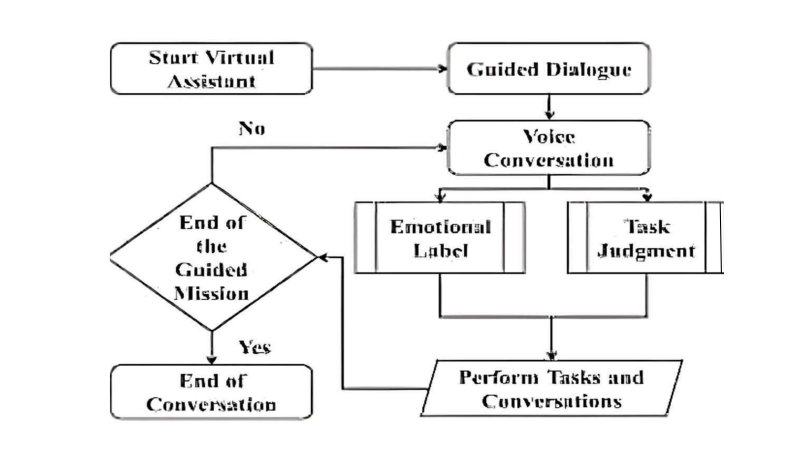 Start Virtual
Assistant
Guided Dialogue
No
Voice
Conversation
End of
the
Guided
Mission
Emotional
Label
Task
Judgment
Yes
End of
Conversation
Perform Tasks and
Conversations